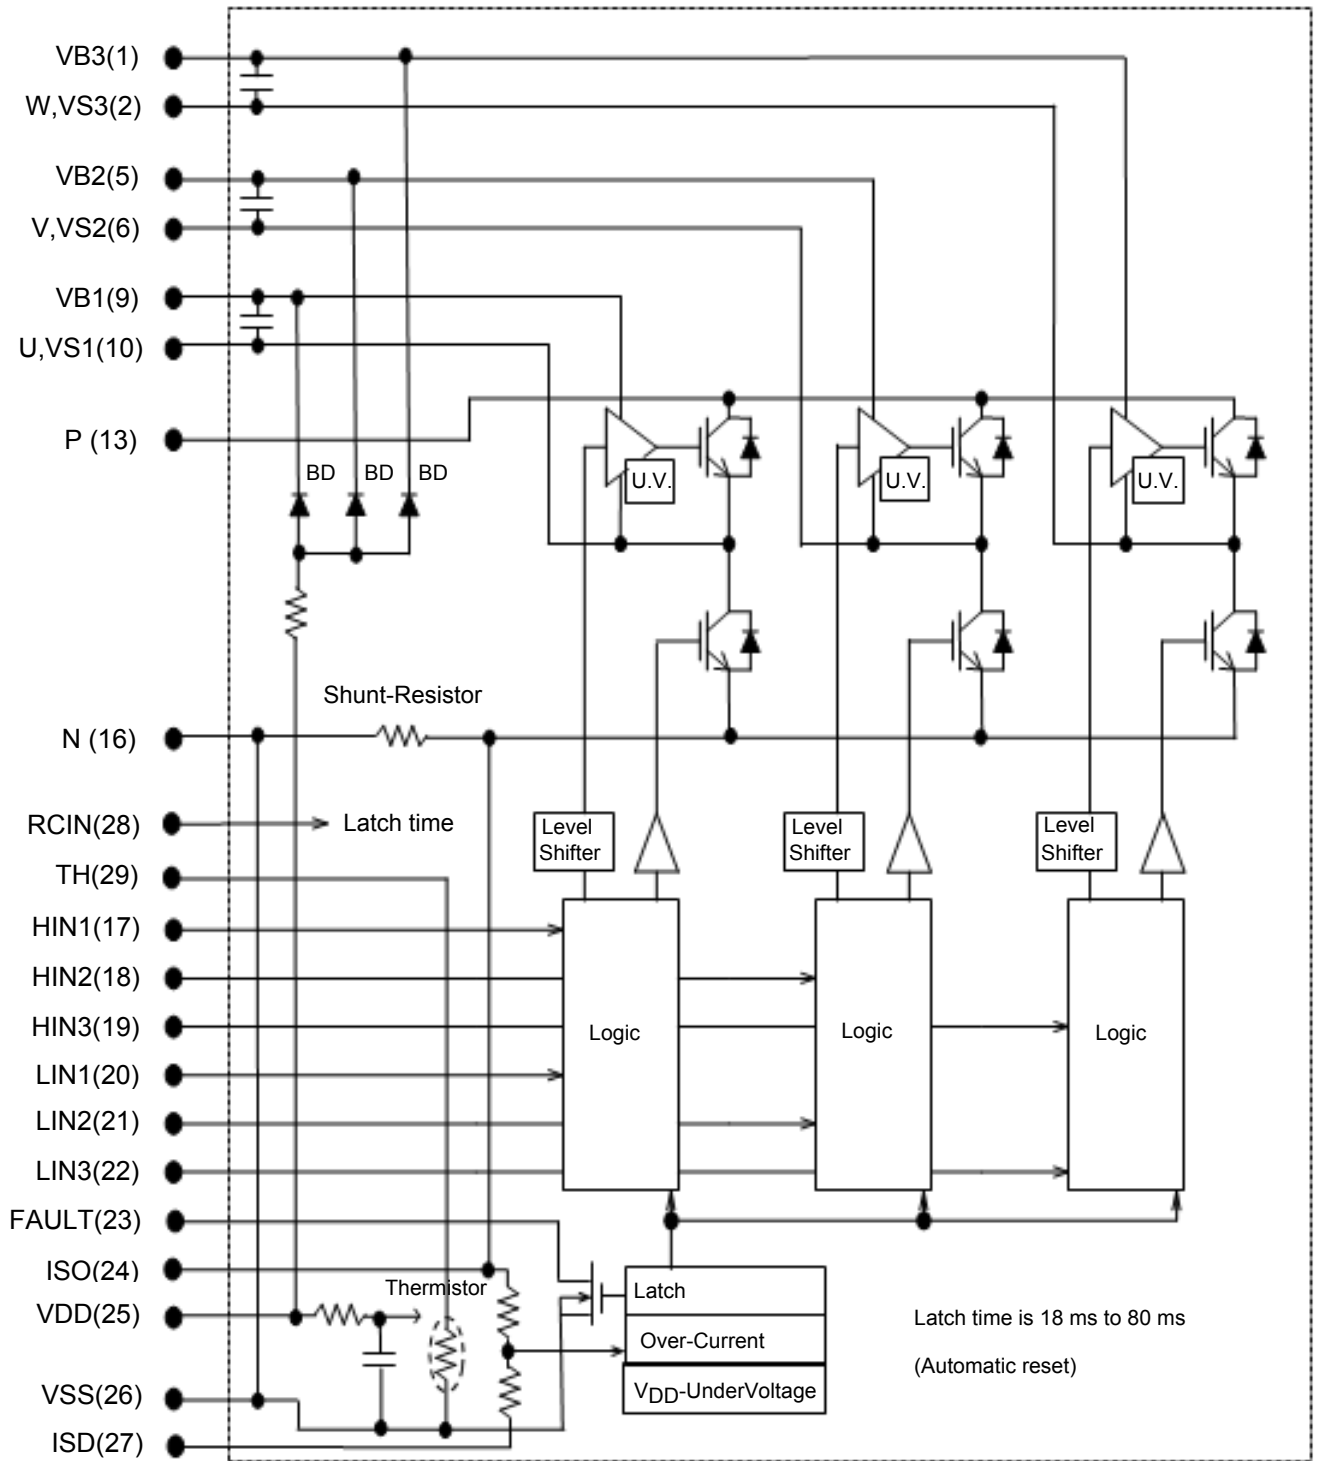 VB3(1)
W,VS3(2)
VB2(5)
V,VS2(6)
VB1(9)
U,VS1(10)
P (13)
BD
BD
BD
U.V.
U.V.
U.V.
Shunt-Resistor
N (16)
RCIN(28)
Latch time
Level
Shifter
Level
Shifter
Level
Shifter
TH(29)
HIN1(17)
HIN2(18)
HIN3(19)
Logic
Logic
Logic
LIN1(20)
LIN2(21)
LIN3(22)
FAULT(23)
ISO(24)
Thermistor
Latch
VDD(25)
Latch time is 18 ms to 80 ms
Over-Current
(Automatic reset)
VDD-UnderVoltage
VSS(26)
ISD(27)